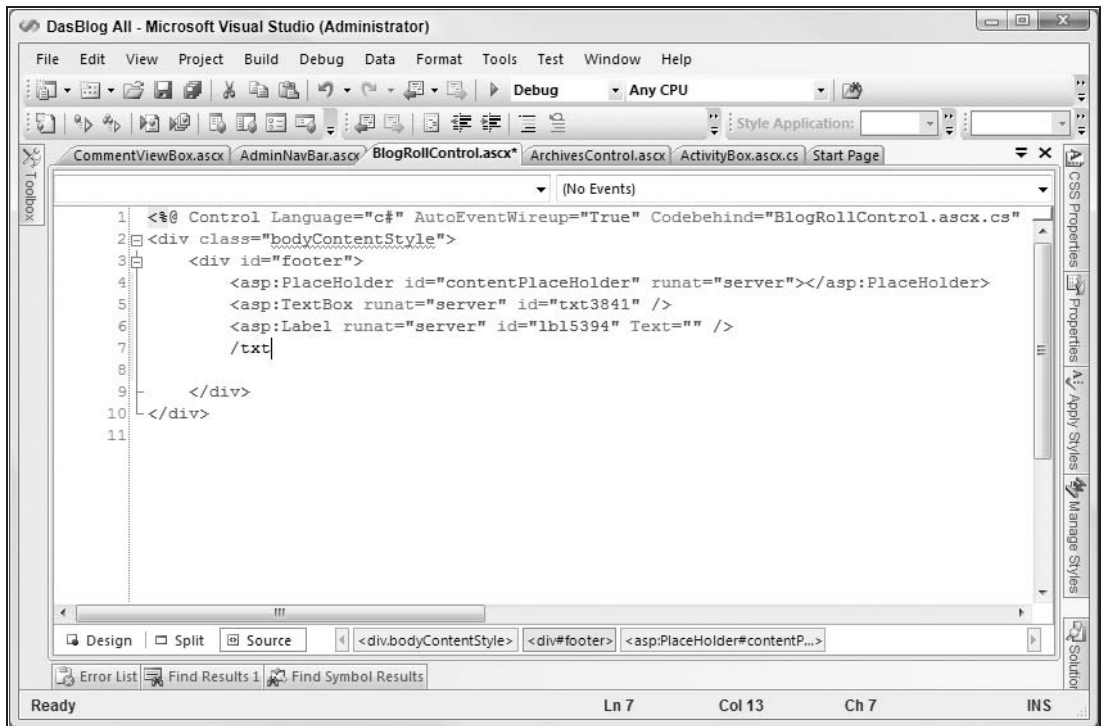 DasBlog All - Microsoft Visual Studio (Administrator)
File Edit View Project Build Debug Data Format Tools Test Window Help
Debug Any CPU
Style Application:
Toolbox
CommentViewBox.ascx AdminNavBar.ascx BlogRollControl.ascx* ArchivesControl.ascx ActivityBox.ascx.cs Start Page
(No Events)
1 <%@ Control Language="c#" AutoEventWireup="True" Codebehind="BlogRollControl.ascx.cs"
2 <div class="bodyContentStyle">
3 <div id="footer">
4 <asp:PlaceHolder id="contentPlaceHolder" runat="server"></asp:PlaceHolder>
5 <asp:TextBox runat="server" id="txt3841" />
6 <asp:Label runat="server" id="lbl5394" Text="" />
7 /txt
8
9 </div>
10 </div>
11
CSS Properties
Properties
Apply Styles
Manage Styles
Solution
Design Split Source <div.bodyContentStyle> <div#footer> <asp:PlaceHolder#contentP...>
Error List Find Results 1 Find Symbol Results
Ready Ln 7 Col 13 Ch 7 INS